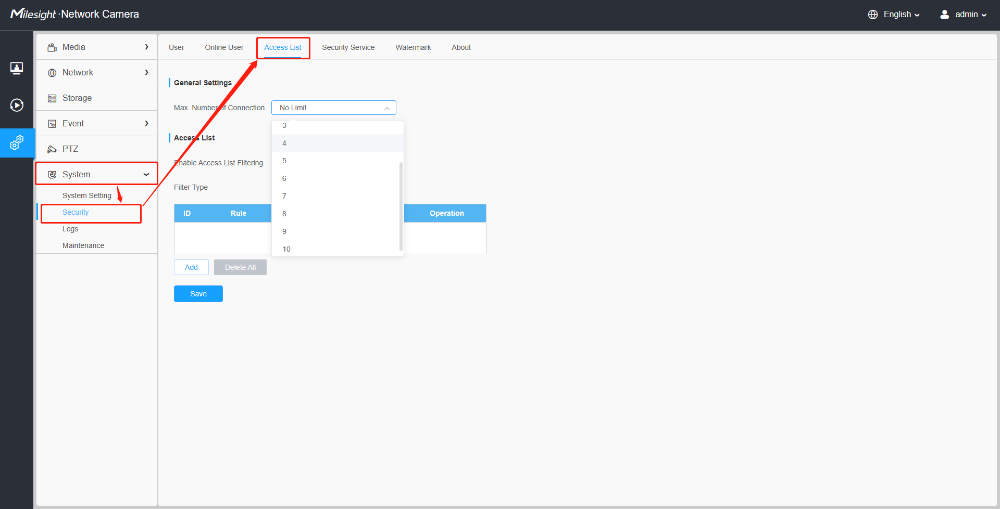 Milesight·Network Camera
English
admin
Media
Network
Storage
Event
PTZ
System
System Setting
Security
Logs
Maintenance
User
Online User
Access List
Security Service
Watermark
About
General Settings
Max. Number of Connection
No Limit
3
4
5
6
7
8
9
10
Access List
Enable Access List Filtering
Filter Type
ID
Rule
Operation
Add
Delete All
Save